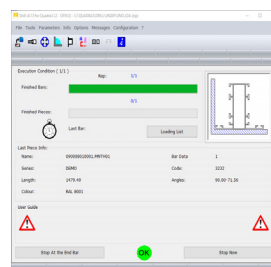 File Tools Parameters Info Options Messages Configuration ?
Execution Condition ( 1/1 )
Rep: 1/1
Finished Bars:
0/1
Finished Pieces:
Last Bar:
Loading List
Last Piece Info:
Name:
Bar Data 1
Series: DEMO
Code: 3232
Length: 1479.49
Angles: 90.00-71.50
Colour: RAL 8001
User Guide
Stop At the End Bar
OK
Stop Now